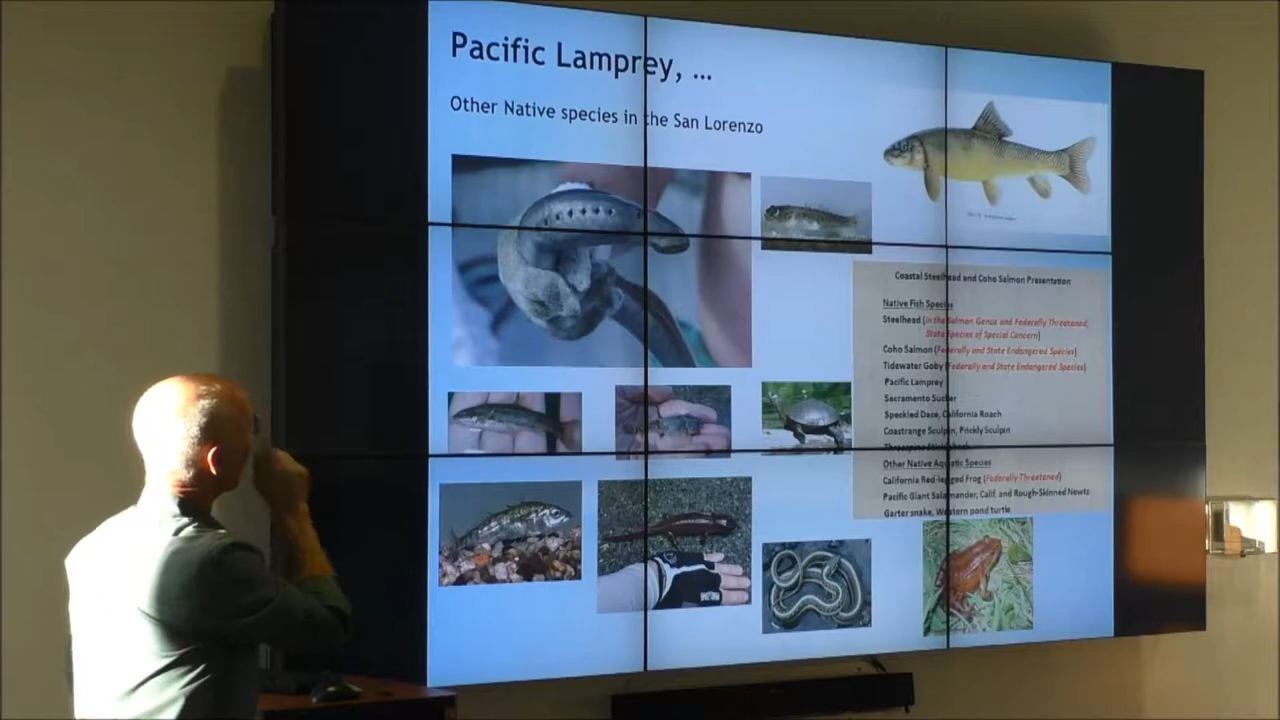 Pacific Lamprey, ...
Other Native species in the San Lorenzo
Coastal Steelhead and Coho Salmon Presentation
Native Fish Species
Steelhead (in the Salmon Genus and Federally Threatened,
State Species of Special Concern)
Coho Salmon (Federally and State Endangered Species)
Tidewater Goby (Federally and State Endangered Species)
Pacific Lamprey
Sacramento Sucker
Speckled Dace, California Roach
Coastrange Sculpin, Prickly Sculpin
Threespine Stickleback
Other Native Aquatic Species
California Red-legged Frog (Federally Threatened)
Pacific Giant Salamander, Calif. and Rough-Skinned Newts
Garter snake, Western pond turtle